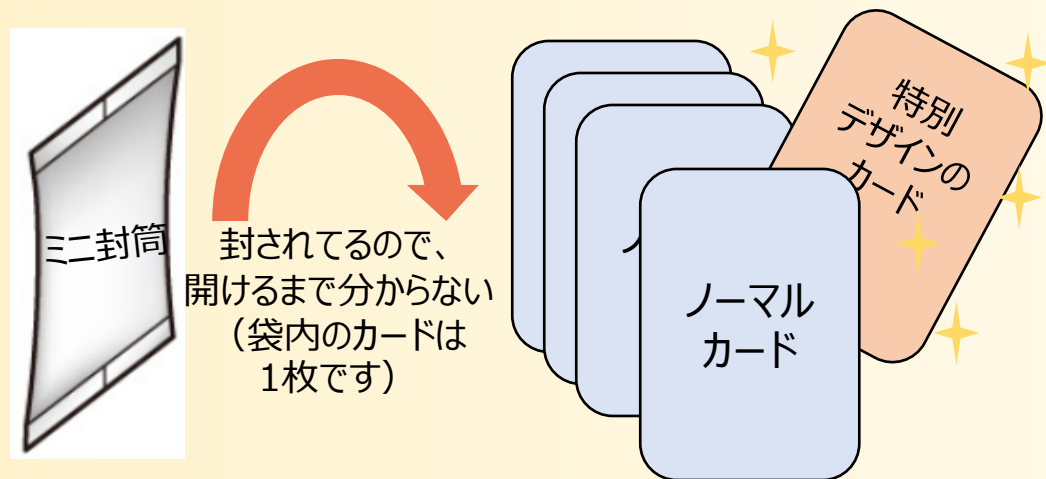 ミニ封筒
封されてるので、
開けるまで分からない
（袋内のカードは
1枚です）
特別
デザインの
カード
ノーマル
カード